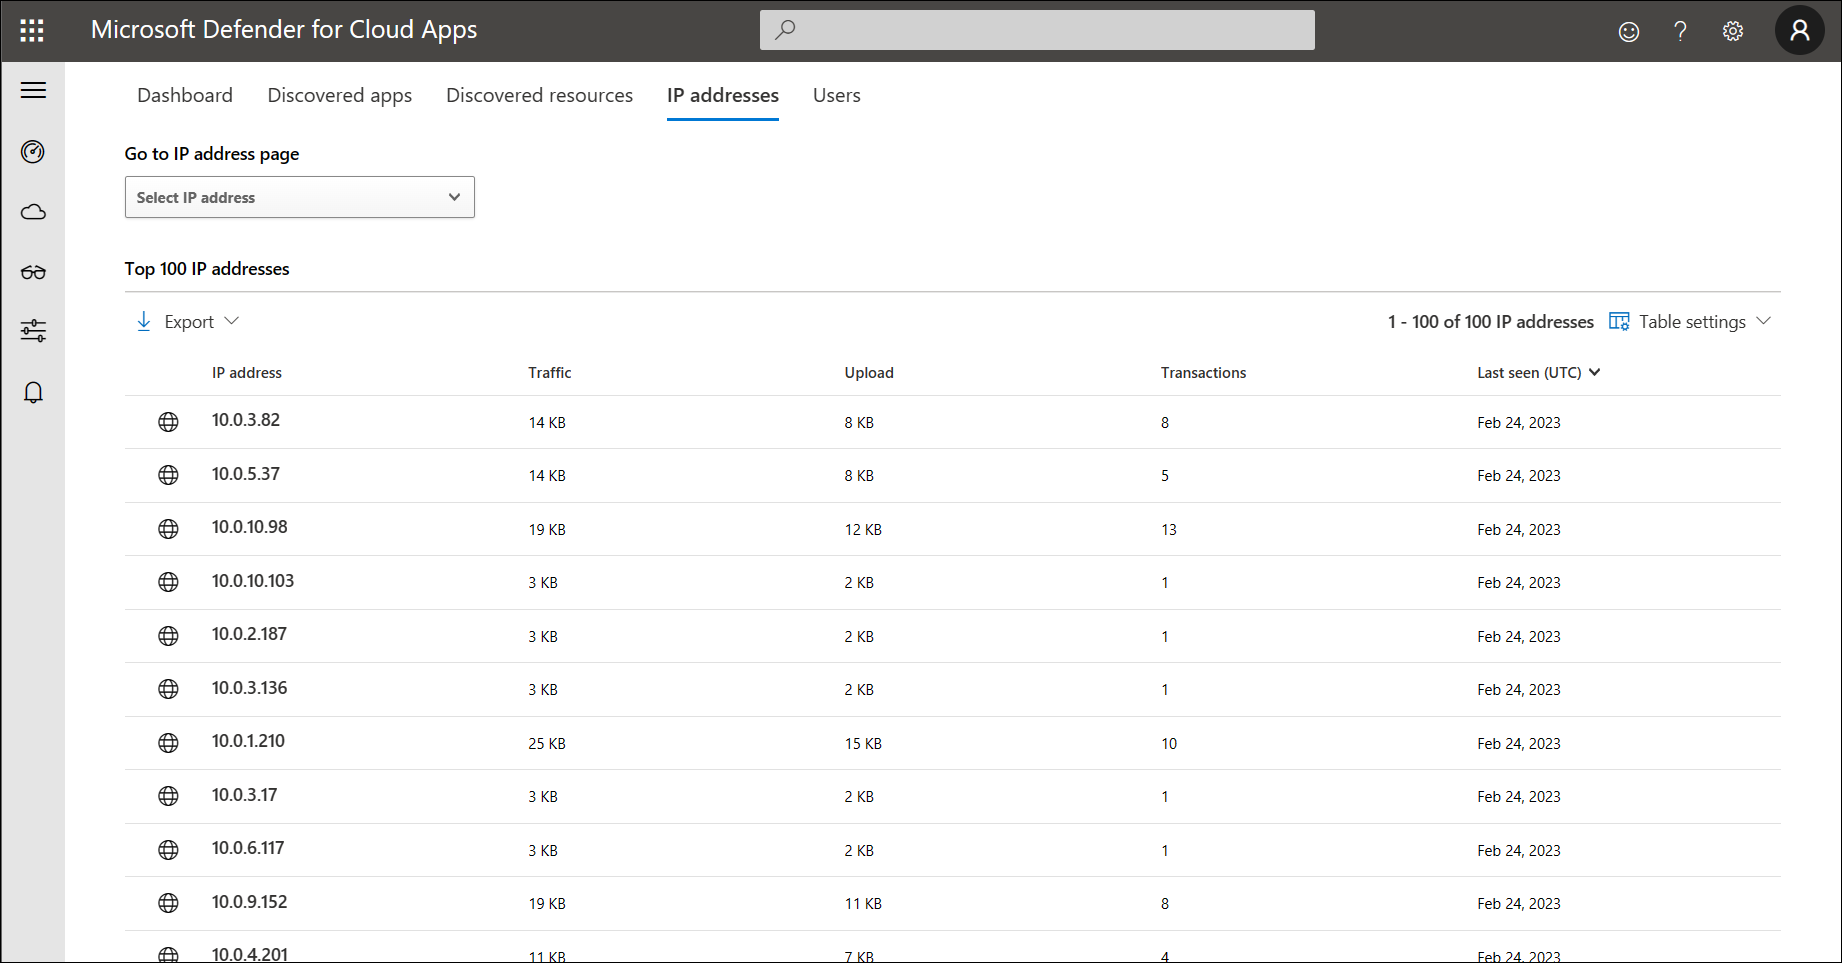 Microsoft Defender for Cloud Apps
Dashboard Discovered apps Discovered resources IP addresses Users
Go to IP address page
Select IP address
Top 100 IP addresses
Export 1 - 100 of 100 IP addresses Table settings
IP address Traffic Upload Transactions Last seen (UTC)
10.0.3.82 14 KB 8 KB 8 Feb 24, 2023
10.0.5.37 14 KB 8 KB 5 Feb 24, 2023
10.0.10.98 19 KB 12 KB 13 Feb 24, 2023
10.0.10.103 3 KB 2 KB 1 Feb 24, 2023
10.0.2.187 3 KB 2 KB 1 Feb 24, 2023
10.0.3.136 3 KB 2 KB 1 Feb 24, 2023
10.0.1.210 25 KB 15 KB 10 Feb 24, 2023
10.0.3.17 3 KB 2 KB 1 Feb 24, 2023
10.0.6.117 3 KB 2 KB 1 Feb 24, 2023
10.0.9.152 19 KB 11 KB 8 Feb 24, 2023
10.0.4.201 11 KB 7 KB 4 Feb 24, 2023